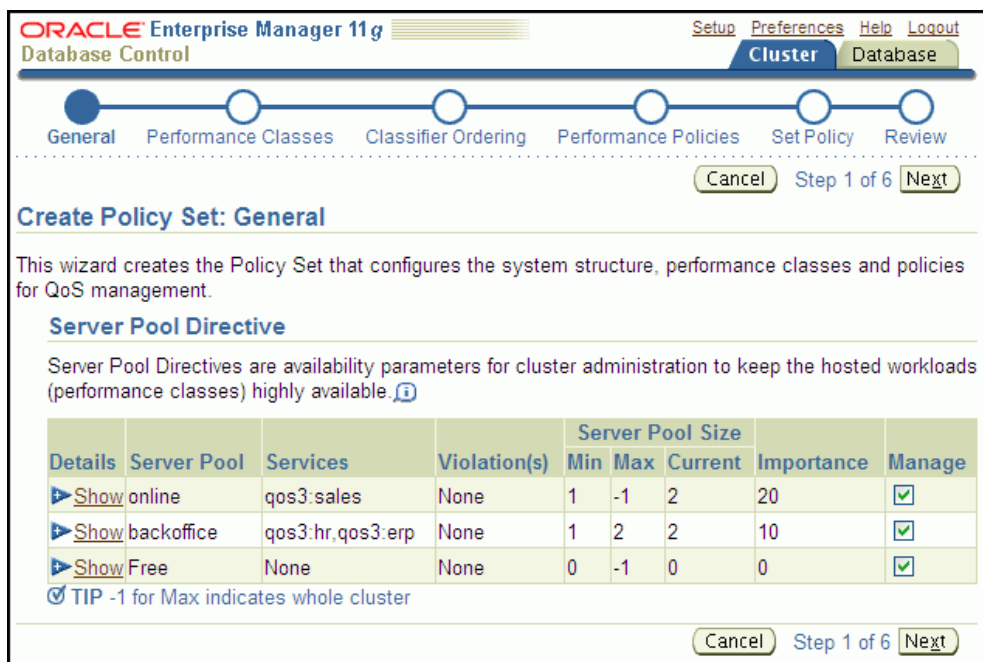 ORACLE Enterprise Manager 11g
Database Control
Setup Preferences Help Logout
Cluster Database
General Performance Classes Classifier Ordering Performance Policies Set Policy Review
Cancel Step 1 of 6 Next
Create Policy Set: General
This wizard creates the Policy Set that configures the system structure, performance classes and policies
for QoS management.
Server Pool Directive
Server Pool Directives are availability parameters for cluster administration to keep the hosted workloads
(performance classes) highly available.
Server Pool Size
Details Server Pool Services Violation(s) Min Max Current Importance Manage
Show online qos3:sales None 1 -1 2 20
Show backoffice qos3:hr,qos3:erp None 1 2 2 10
Show Free None None 0 -1 0 0
TIP -1 for Max indicates whole cluster
Cancel Step 1 of 6 Next